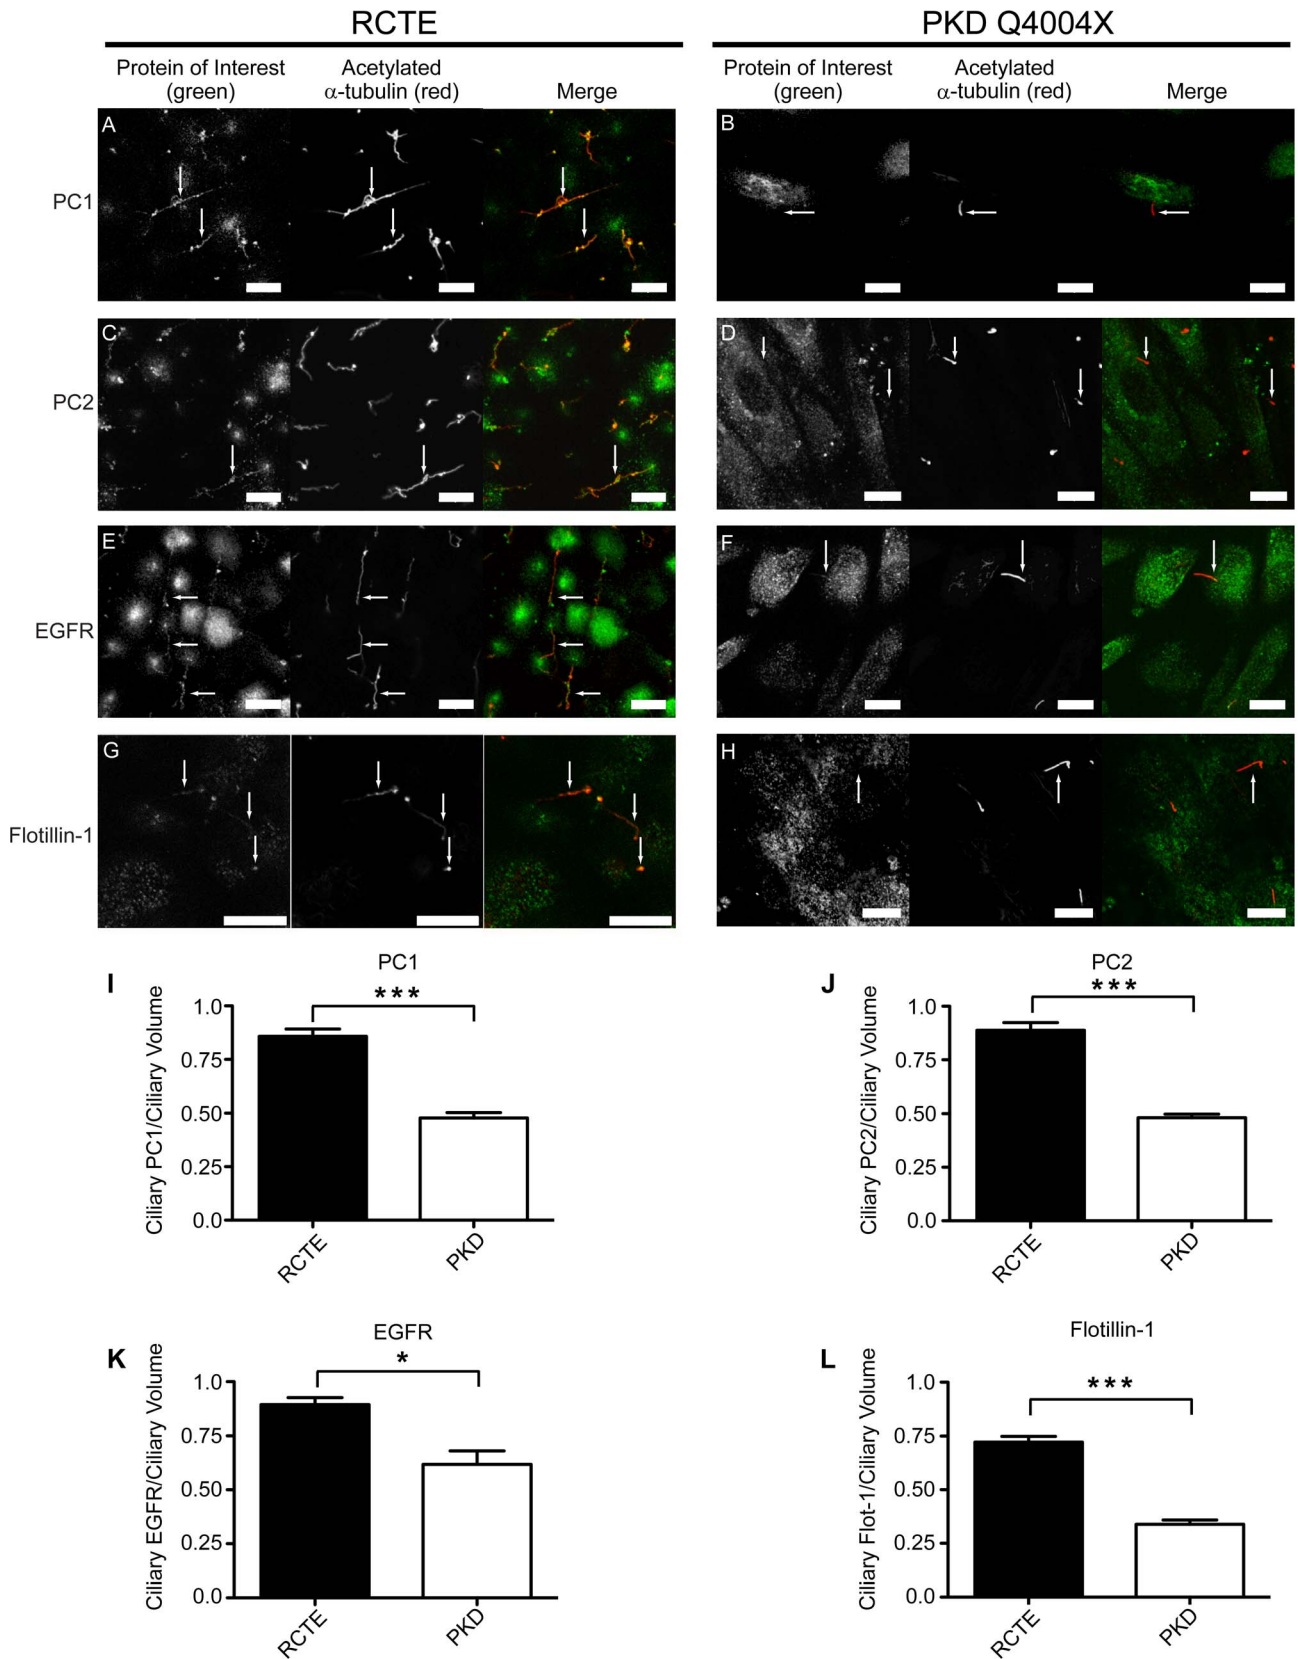 RCTE
PKD Q4004X
Protein of Interest
(green)
Acetylated
α-tubulin (red)
Merge
Protein of Interest
(green)
Acetylated
α-tubulin (red)
Merge
A
B
PC1
C
D
PC2
E
F
EGFR
G
H
Flotillin-1
I
PC1
***
Ciliary PC1/Ciliary Volume
1.0
0.75
0.50
0.25
0.0
RCTE
PKD
J
PC2
***
Ciliary PC2/Ciliary Volume
1.0
0.75
0.50
0.25
0.0
RCTE
PKD
K
EGFR
*
Ciliary EGFR/Ciliary Volume
1.0
0.75
0.50
0.25
0.0
RCTE
PKD
L
Flotillin-1
***
Ciliary Flot-1/Ciliary Volume
1.0
0.75
0.50
0.25
0.0
RCTE
PKD